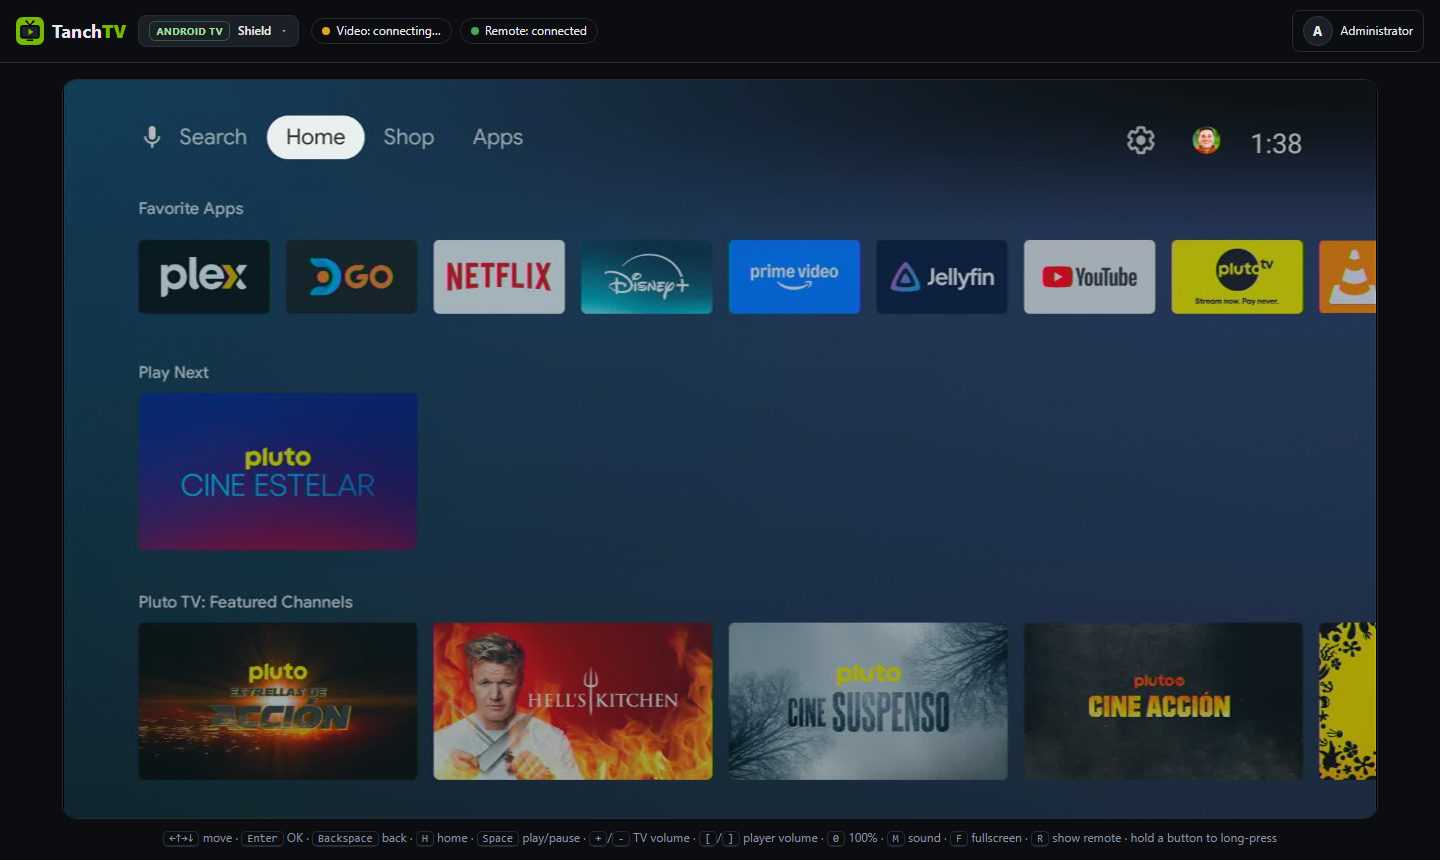 TanchTV
ANDROID TV Shield
Video: connecting...
Remote: connected
A Administrator
Search Home Shop Apps 1:38
Favorite Apps
plex
DGO
NETFLIX
Disney+
prime video
Jellyfin
YouTube
pluto tv
Stream now. Pay never.
Play Next
pluto
CINE ESTELAR
Pluto TV: Featured Channels
pluto
ESTRELLAS DE
ACCIÓN
HELL'S KITCHEN
pluto
CINE SUSPENSO
pluto tv
CINE ACCIÓN
←↑→↓ move · Enter OK · Backspace back · H home · Space play/pause · + / - TV volume · [ / ] player volume · 0 100% · M sound · F fullscreen · R show remote · hold a button to long-press